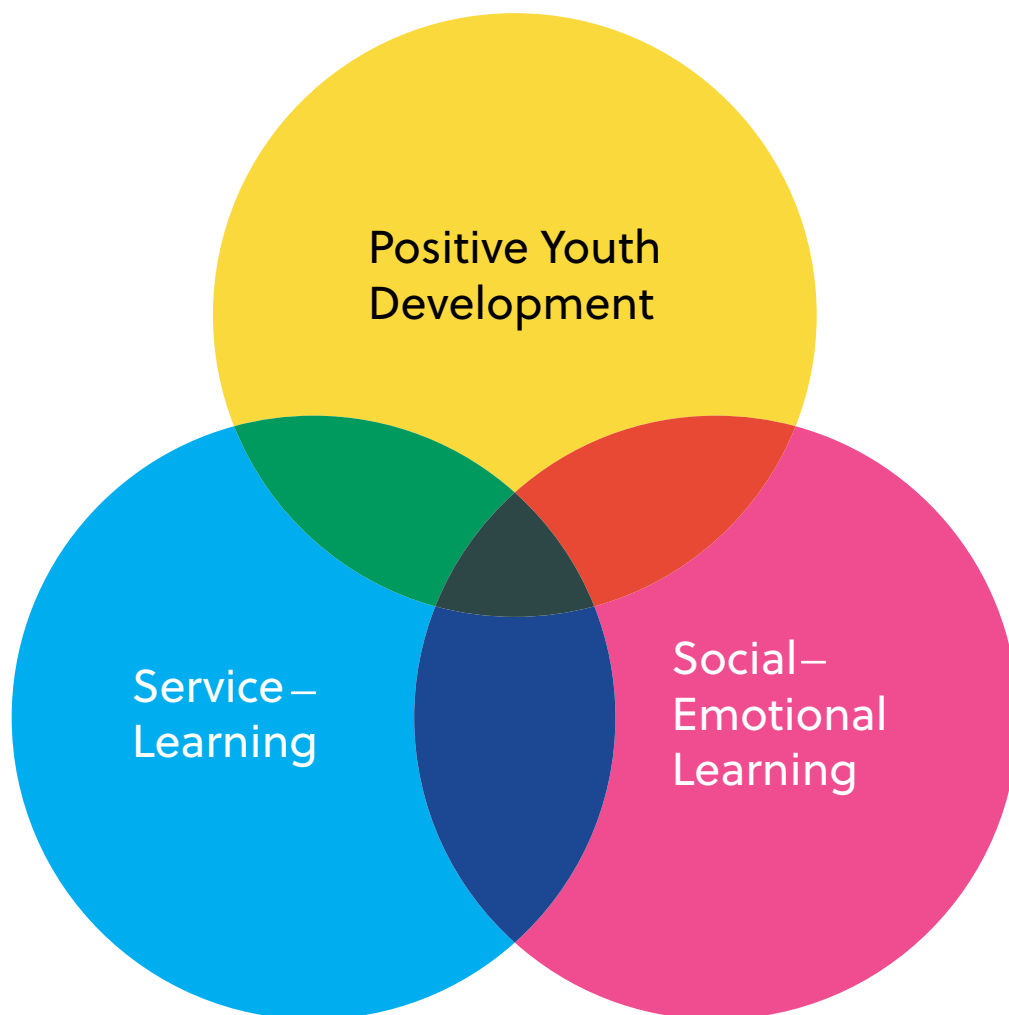 Positive Youth
Development
Service–
Learning
Social–
Emotional
Learning